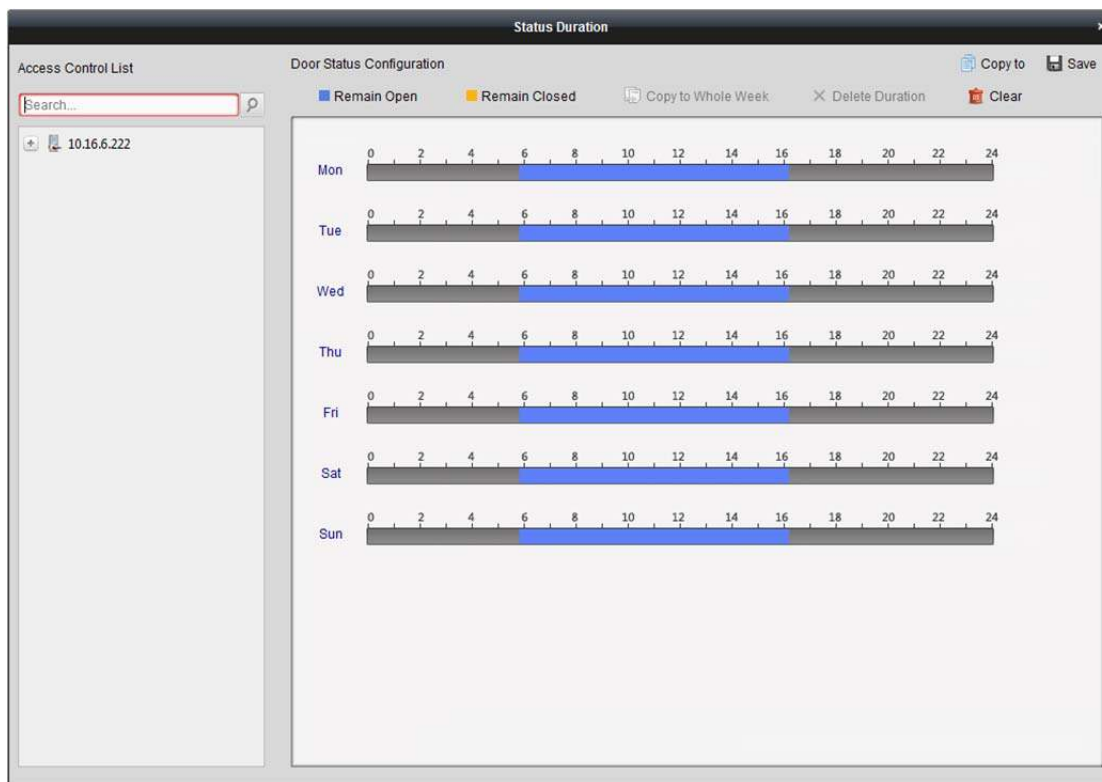 Status Duration
Access Control List
Search...
10.16.6.222
Door Status Configuration
Copy to Save
Remain Open Remain Closed Copy to Whole Week Delete Duration Clear
0 2 4 6 8 10 12 14 16 18 20 22 24
Mon
0 2 4 6 8 10 12 14 16 18 20 22 24
Tue
0 2 4 6 8 10 12 14 16 18 20 22 24
Wed
0 2 4 6 8 10 12 14 16 18 20 22 24
Thu
0 2 4 6 8 10 12 14 16 18 20 22 24
Fri
0 2 4 6 8 10 12 14 16 18 20 22 24
Sat
0 2 4 6 8 10 12 14 16 18 20 22 24
Sun